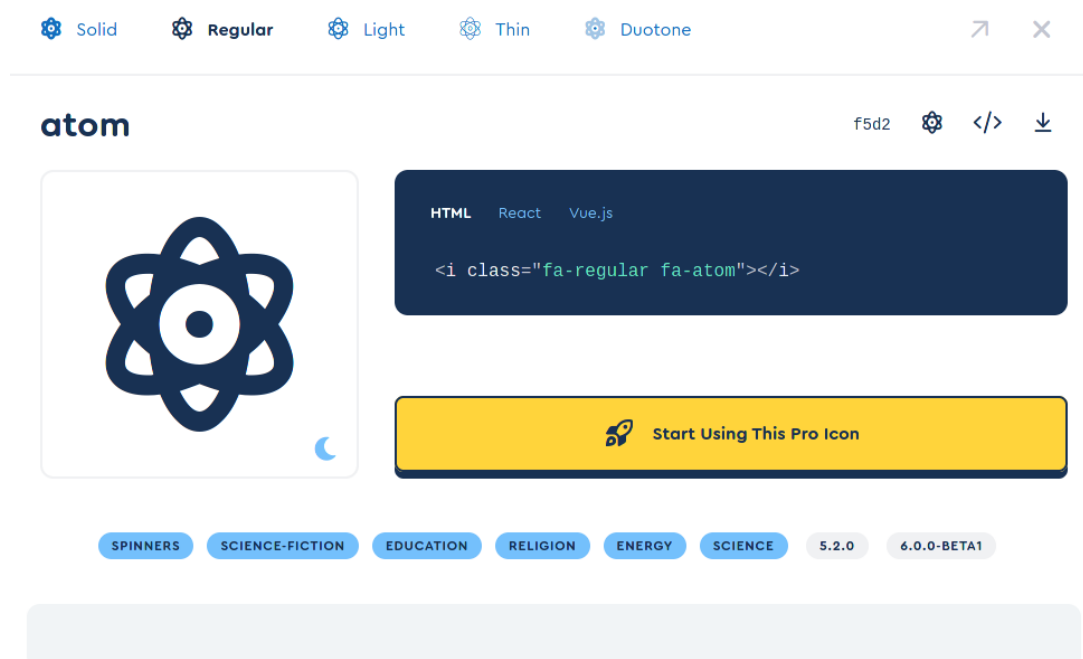 Solid Regular Light Thin Duotone
atom
f5d2 </>
HTML React Vue.js
<i class="fa-regular fa-atom"></i>
Start Using This Pro Icon
SPINNERS SCIENCE-FICTION EDUCATION RELIGION ENERGY SCIENCE 5.2.0 6.0.0-BETA1